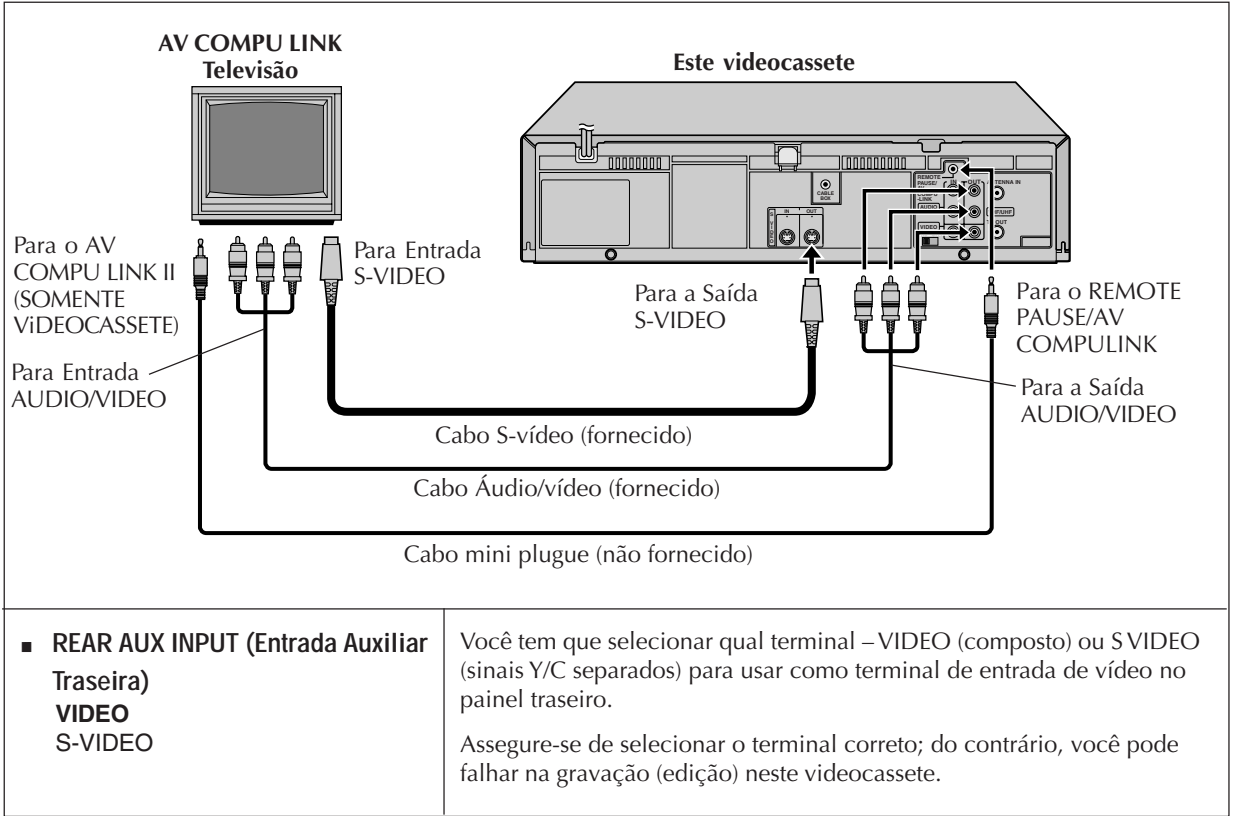 AV COMPU LINK
Televisão
Este videocassete
CABLE
BOX
S VIDEO
IN
OUT
REMOTE
PAUSE/
-LINK
IN
OUT
ANTENNA IN
AUDIO
VIDEO
Para o AV
COMPU LINK II
(SOMENTE
ViDEOCASSETE)
Para Entrada
AUDIO/VIDEO
Para Entrada
S-VIDEO
Para a Saída
S-VIDEO
Para o REMOTE
PAUSE/AV
COMPULINK
Para a Saída
AUDIO/VIDEO
Cabo S-vídeo (fornecido)
Cabo Áudio/vídeo (fornecido)
Cabo mini plugue (não fornecido)
▪ REAR AUX INPUT (Entrada Auxiliar
Traseira)
VIDEO
S-VIDEO
Você tem que selecionar qual terminal – VIDEO (composto) ou S VIDEO
(sinais Y/C separados) para usar como terminal de entrada de vídeo no
painel traseiro.
Assegure-se de selecionar o terminal correto; do contrário, você pode
falhar na gravação (edição) neste videocassete.